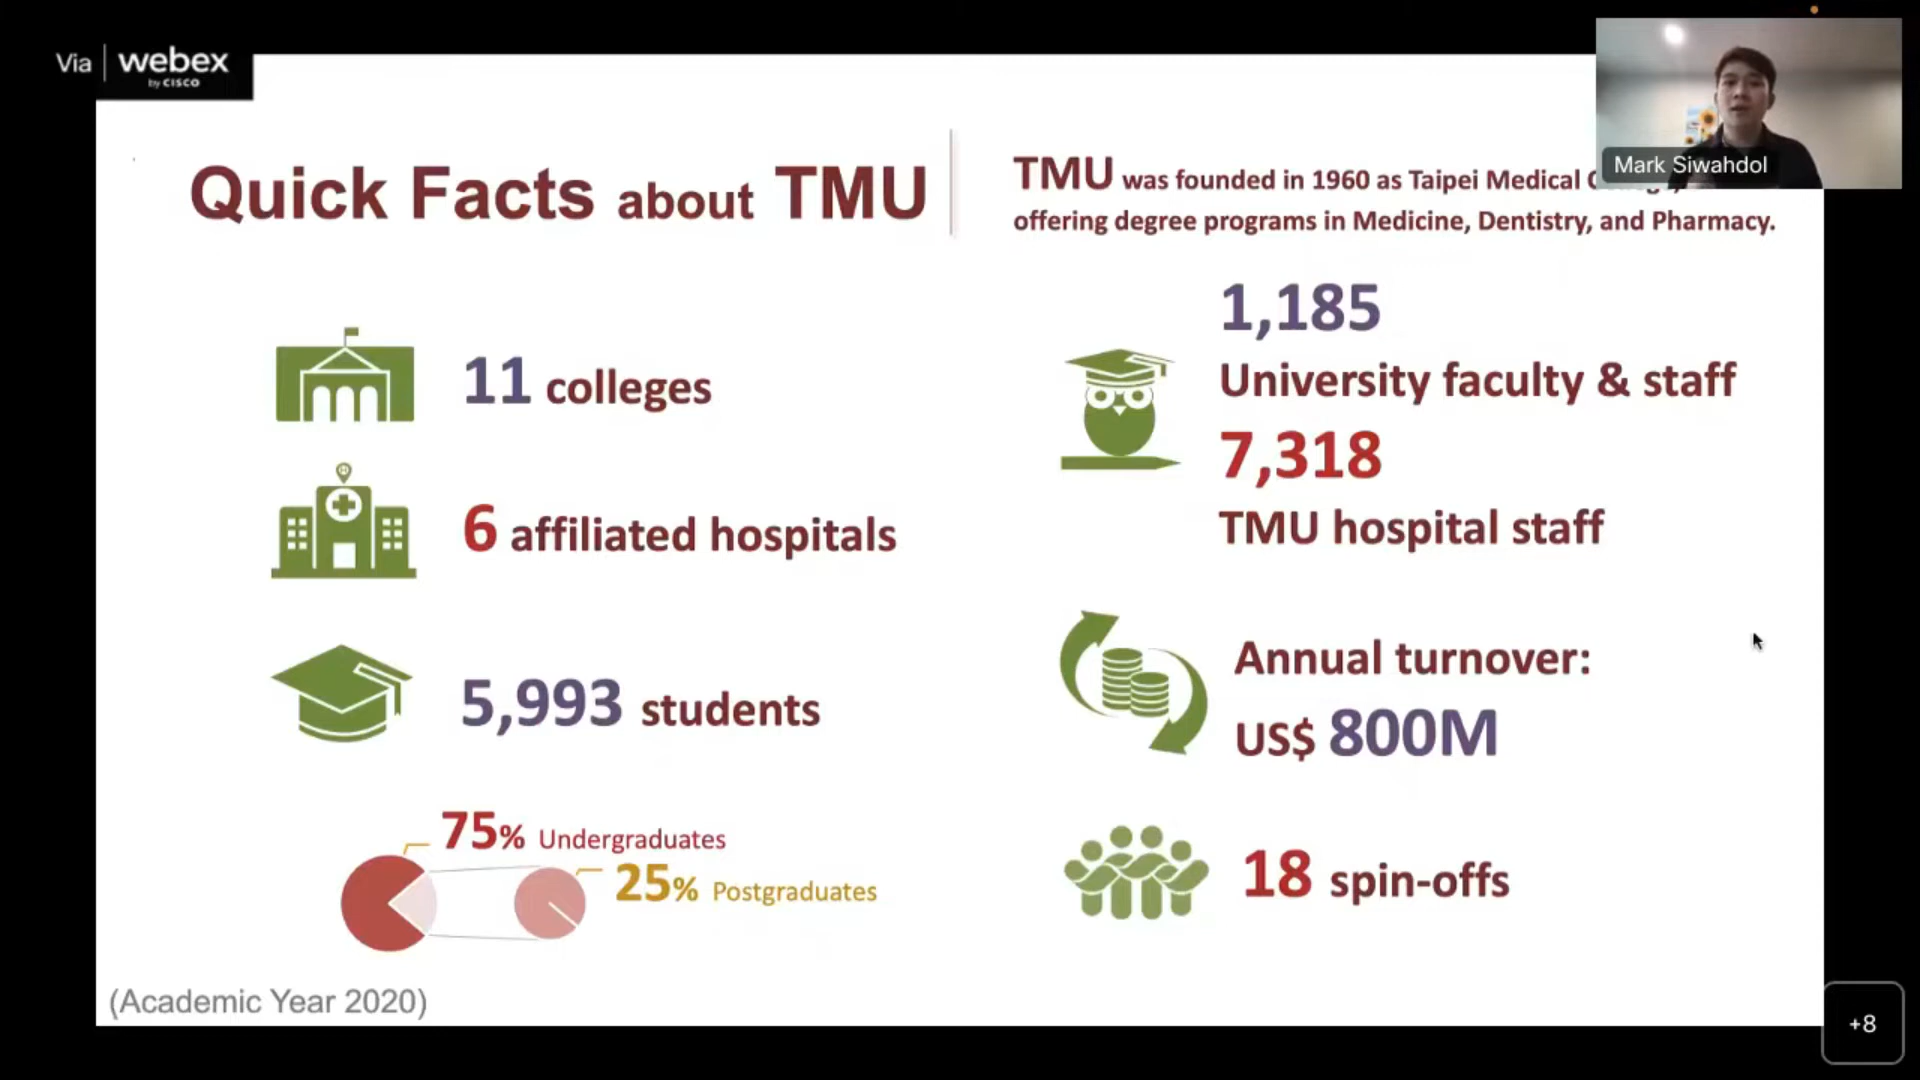 Via webex
by CISCO
Mark Siwahdol
Quick Facts about TMU
TMU was founded in 1960 as Taipei Medical
offering degree programs in Medicine, Dentistry, and Pharmacy.
11 colleges
6 affiliated hospitals
5,993 students
75% Undergraduates
25% Postgraduates
(Academic Year 2020)
1,185
University faculty & staff
7,318
TMU hospital staff
Annual turnover:
US$ 800M
18 spin-offs
+8